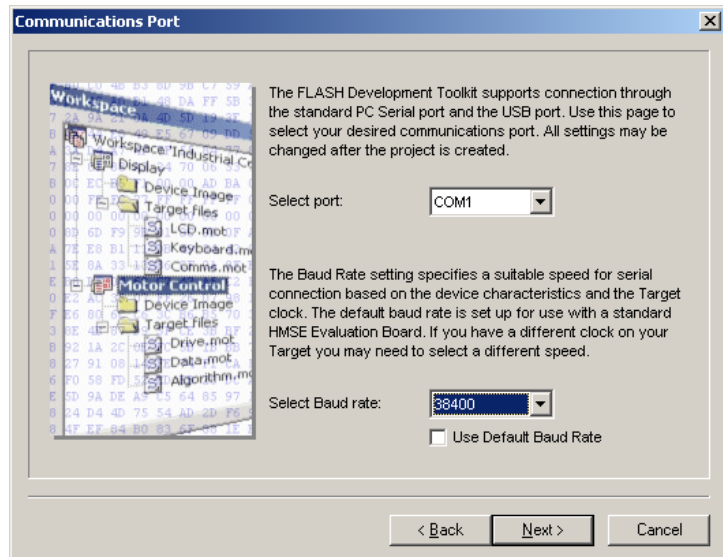 Communications Port
The FLASH Development Toolkit supports connection through
the standard PC Serial port and the USB port. Use this page to
select your desired communications port. All settings may be
changed after the project is created.
Select port:
COM1
The Baud Rate setting specifies a suitable speed for serial
connection based on the device characteristics and the Target
clock. The default baud rate is set up for use with a standard
HMSE Evaluation Board. If you have a different clock on your
Target you may need to select a different speed.
Select Baud rate:
38400
Use Default Baud Rate
Workspace
Workspace 'Industrial
Display
Device Image
Target files
LCD.mot
Keyboard.m
Comms.mot
Motor Control
Device Image
Target files
Drive.mot
Data.mot
Algorithm.mo
< Back
Next >
Cancel